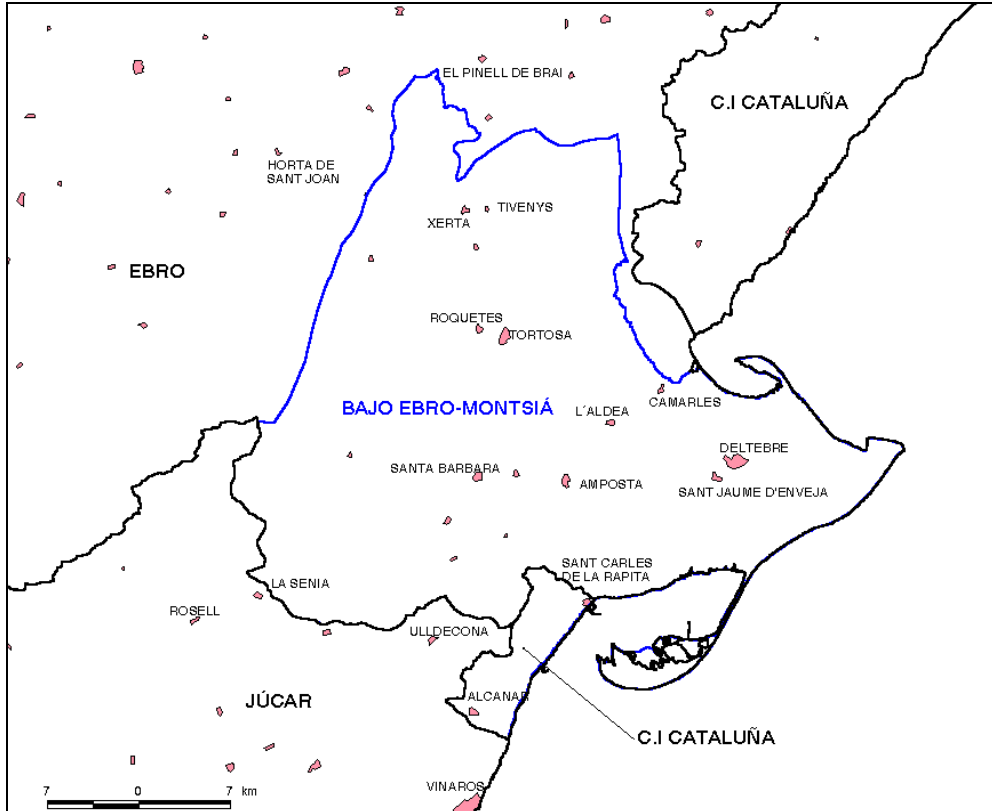 EL PINELL DE BRAI
C.I CATALUÑA
HORTA DE
SANT JOAN
TIVENYS
XERTA
EBRO
ROQUETES
TORTOSA
CAMARLES
BAJO EBRO-MONTSIÁ
L´ALDEA
DELTEBRE
SANTA BARBARA
AMPOSTA
SANT JAUME D'ENVEJA
SANT CARLES
DE LA RAPITA
LA SENIA
ROSELL
ULLDECONA
JÚCAR
ALCANAR
C.I CATALUÑA
VINAROS
7 0 7 km